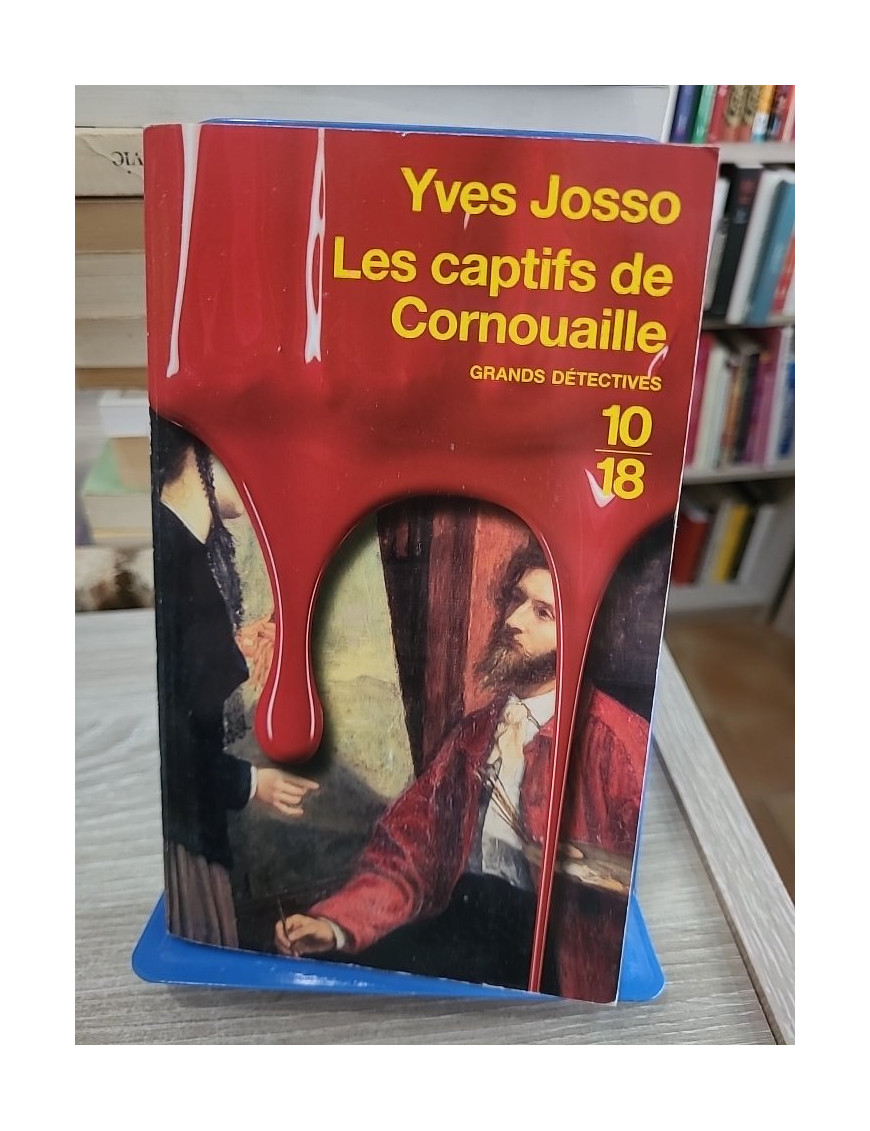 Yves Josso
Les captifs de
Cornouaille
GRANDS DÉTECTIVES
10
18